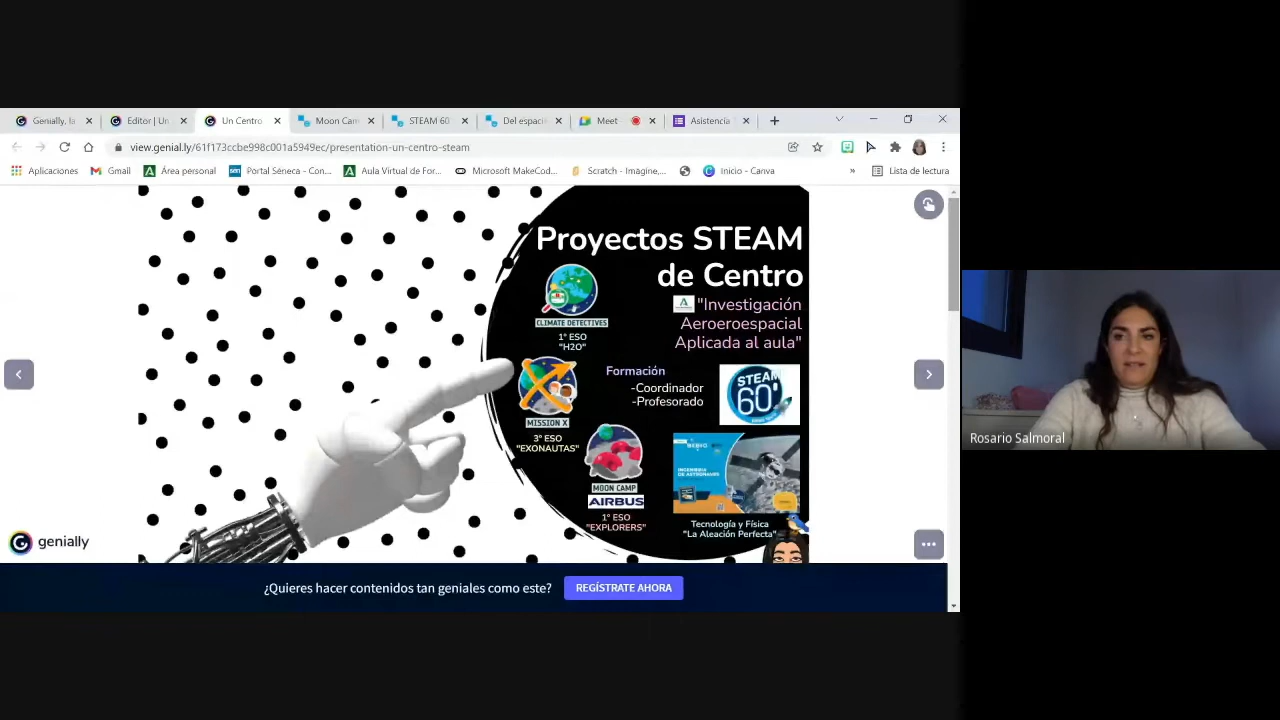 Genially, la
Editor | Un
Un Centro
Moon Cam
STEAM 60
Del espaci
Meet
Asistencia
view.genial.ly/61f173ccbe998c001a5949ec/presentation-un-centro-steam
Aplicaciones
Gmail
Área personal
Portal Séneca - Con...
Aula Virtual de For...
Microsoft MakeCod...
Scratch - Imagine,...
Inicio - Canva
»
Lista de lectura
Proyectos STEAM
de Centro
"Investigación
Aeroeroespacial
Aplicada al aula"
CLIMATE DETECTIVES
1º ESO
"H2O"
Formación
-Coordinador
-Profesorado
STEAM
60'
MISSION X
3º ESO
"EXONAUTAS"
MOON CAMP
AIRBUS
1º ESO
"EXPLORERS"
INGENIERÍA
DE ASTRONAVES
Tecnología y Física
"La Aleación Perfecta"
genially
¿Quieres hacer contenidos tan geniales como este?
REGÍSTRATE AHORA
Rosario Salmoral